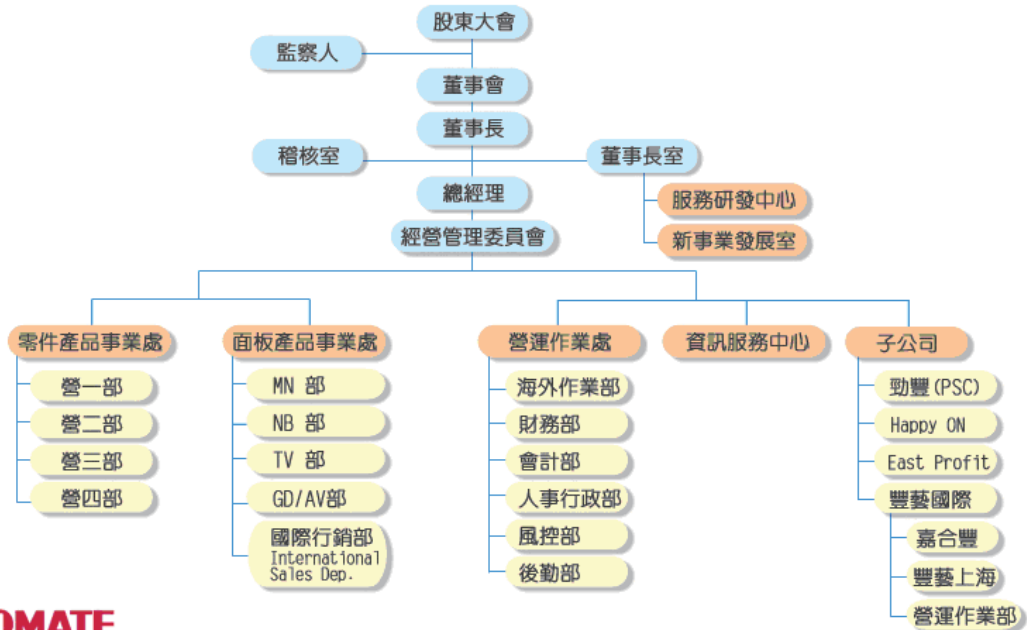 股東大會
監察人
董事會
董事長
稽核室
董事長室
總經理
服務研發中心
經營管理委員會
新事業發展室
零件產品事業處
營一部
營二部
營三部
營四部
面板產品事業處
MN 部
NB 部
TV 部
GD/AV部
國際行銷部
International
Sales Dep.
營運作業處
海外作業部
財務部
會計部
人事行政部
風控部
後勤部
資訊服務中心
子公司
勁豐(PSC)
Happy ON
East Profit
豐藝國際
嘉合豐
豐藝上海
營運作業部
OMATE